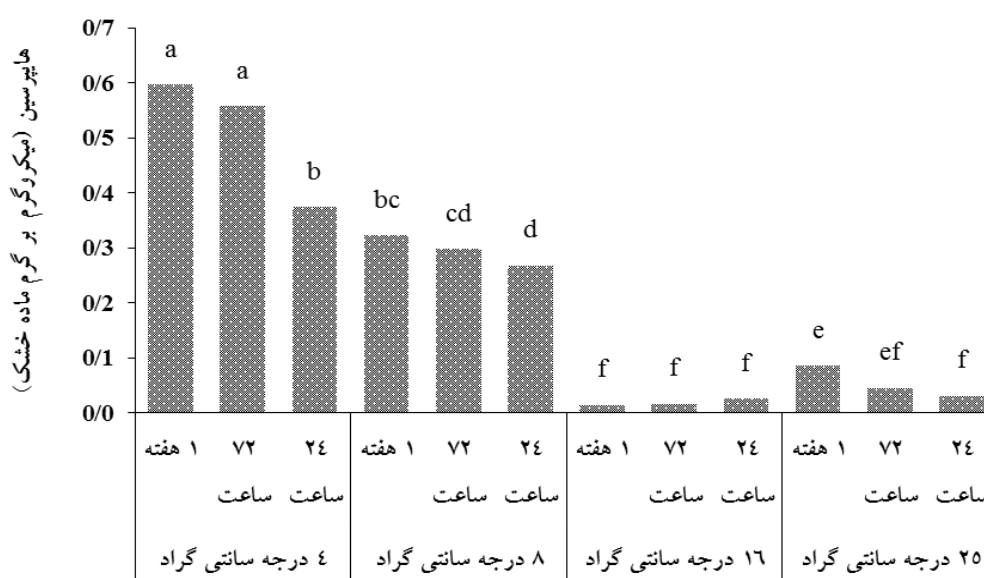 هایپرسین (میکروگرم بر گرم ماده خشک)
0/7
0/6
0/5
0/4
0/3
0/2
0/1
0/0
a
a
b
bc
cd
d
f
f
f
e
ef
f
۱ هفته
۷۲ ساعت
۲٤ ساعت
۱ هفته
۷۲ ساعت
۲٤ ساعت
۱ هفته
۷۲ ساعت
۲٤ ساعت
۱ هفته
۷۲ ساعت
۲٤ ساعت
٤ درجه سانتی گراد
۸ درجه سانتی گراد
۱٦ درجه سانتی گراد
۲٥ درجه سانتی گراد